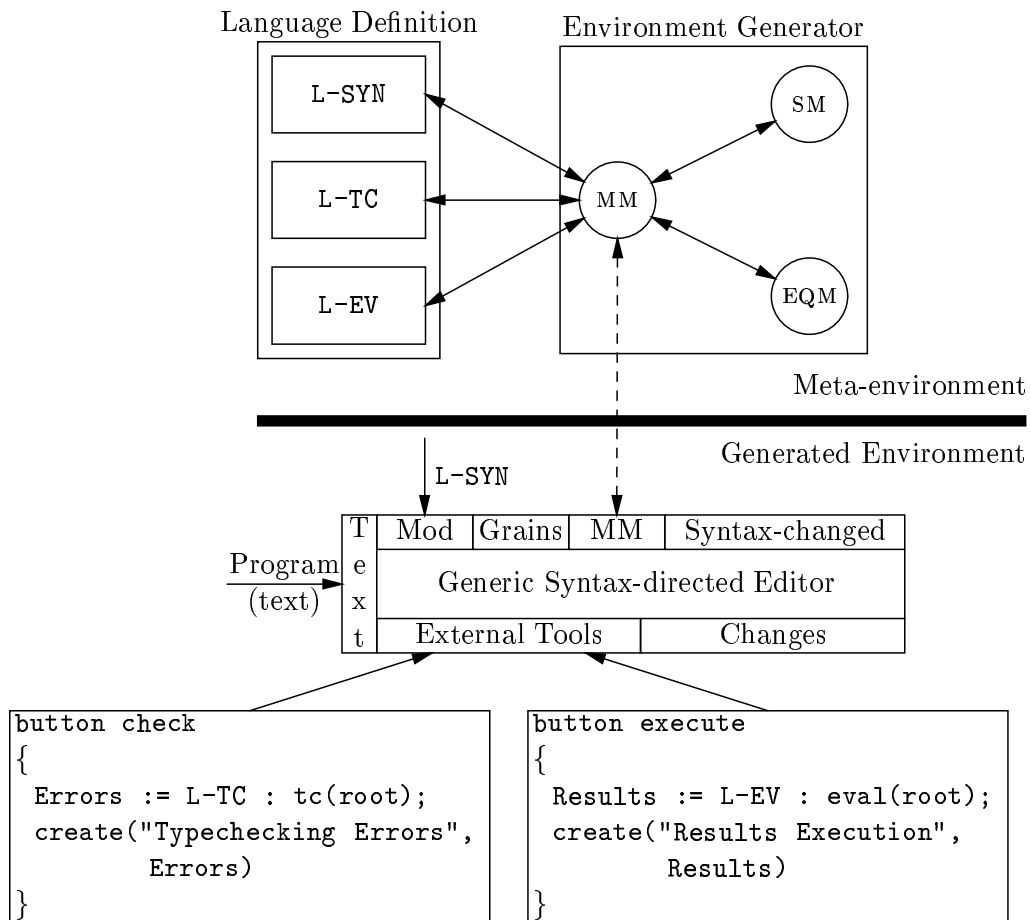 Language Definition
Environment Generator
L-SYN
SM
L-TC
MM
L-EV
EQM
Meta-environment
Generated Environment
L-SYN
Program
(text)
Text
Mod
Grains
MM
Syntax-changed
Generic Syntax-directed Editor
External Tools
Changes
button check
{
Errors := L-TC : tc(root);
create("Typechecking Errors",
Errors)
}
button execute
{
Results := L-EV : eval(root);
create("Results Execution",
Results)
}